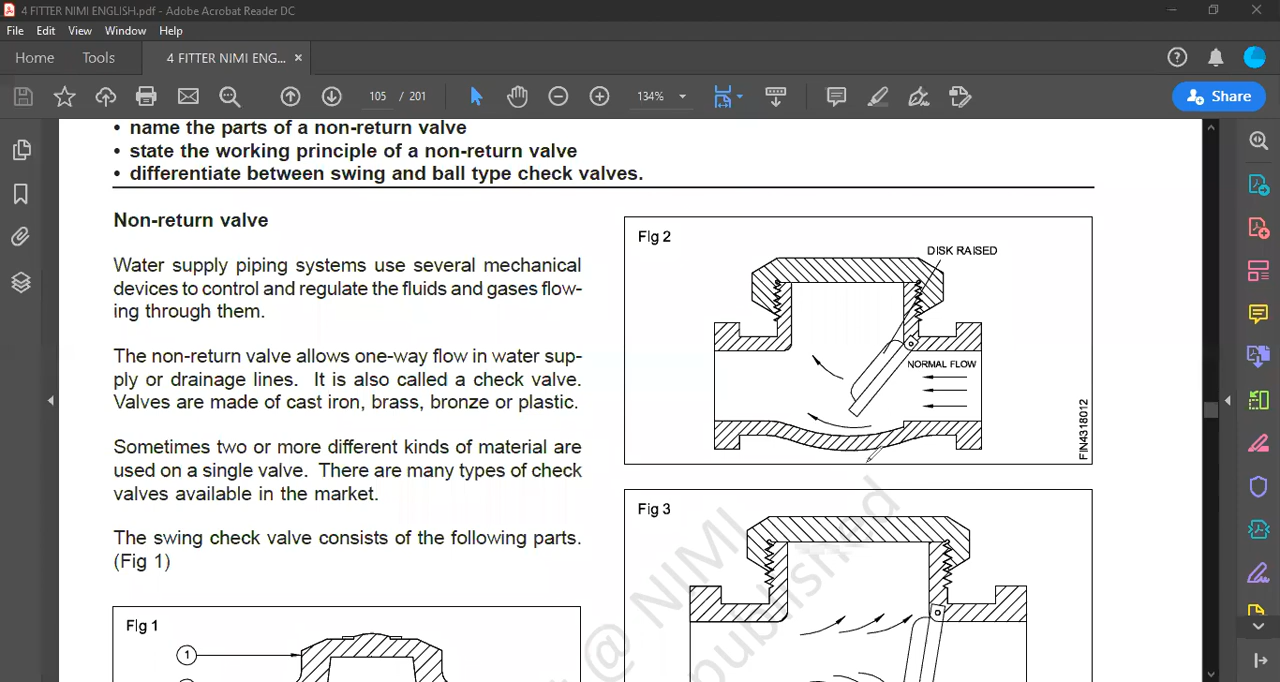 4 FITTER NIMI ENGLISH.pdf - Adobe Acrobat Reader DC
File Edit View Window Help
Home Tools 4 FITTER NIMI ENG... ×
105 / 201 134% Share
• name the parts of a non-return valve
• state the working principle of a non-return valve
• differentiate between swing and ball type check valves.
Non-return valve
Water supply piping systems use several mechanical
devices to control and regulate the fluids and gases flow-
ing through them.
The non-return valve allows one-way flow in water sup-
ply or drainage lines. It is also called a check valve.
Valves are made of cast iron, brass, bronze or plastic.
Sometimes two or more different kinds of material are
used on a single valve. There are many types of check
valves available in the market.
The swing check valve consists of the following parts.
(Fig 1)
Fig 1
1
Fig 2
DISK RAISED
NORMAL FLOW
FIN4318012
Fig 3
@ NIMI